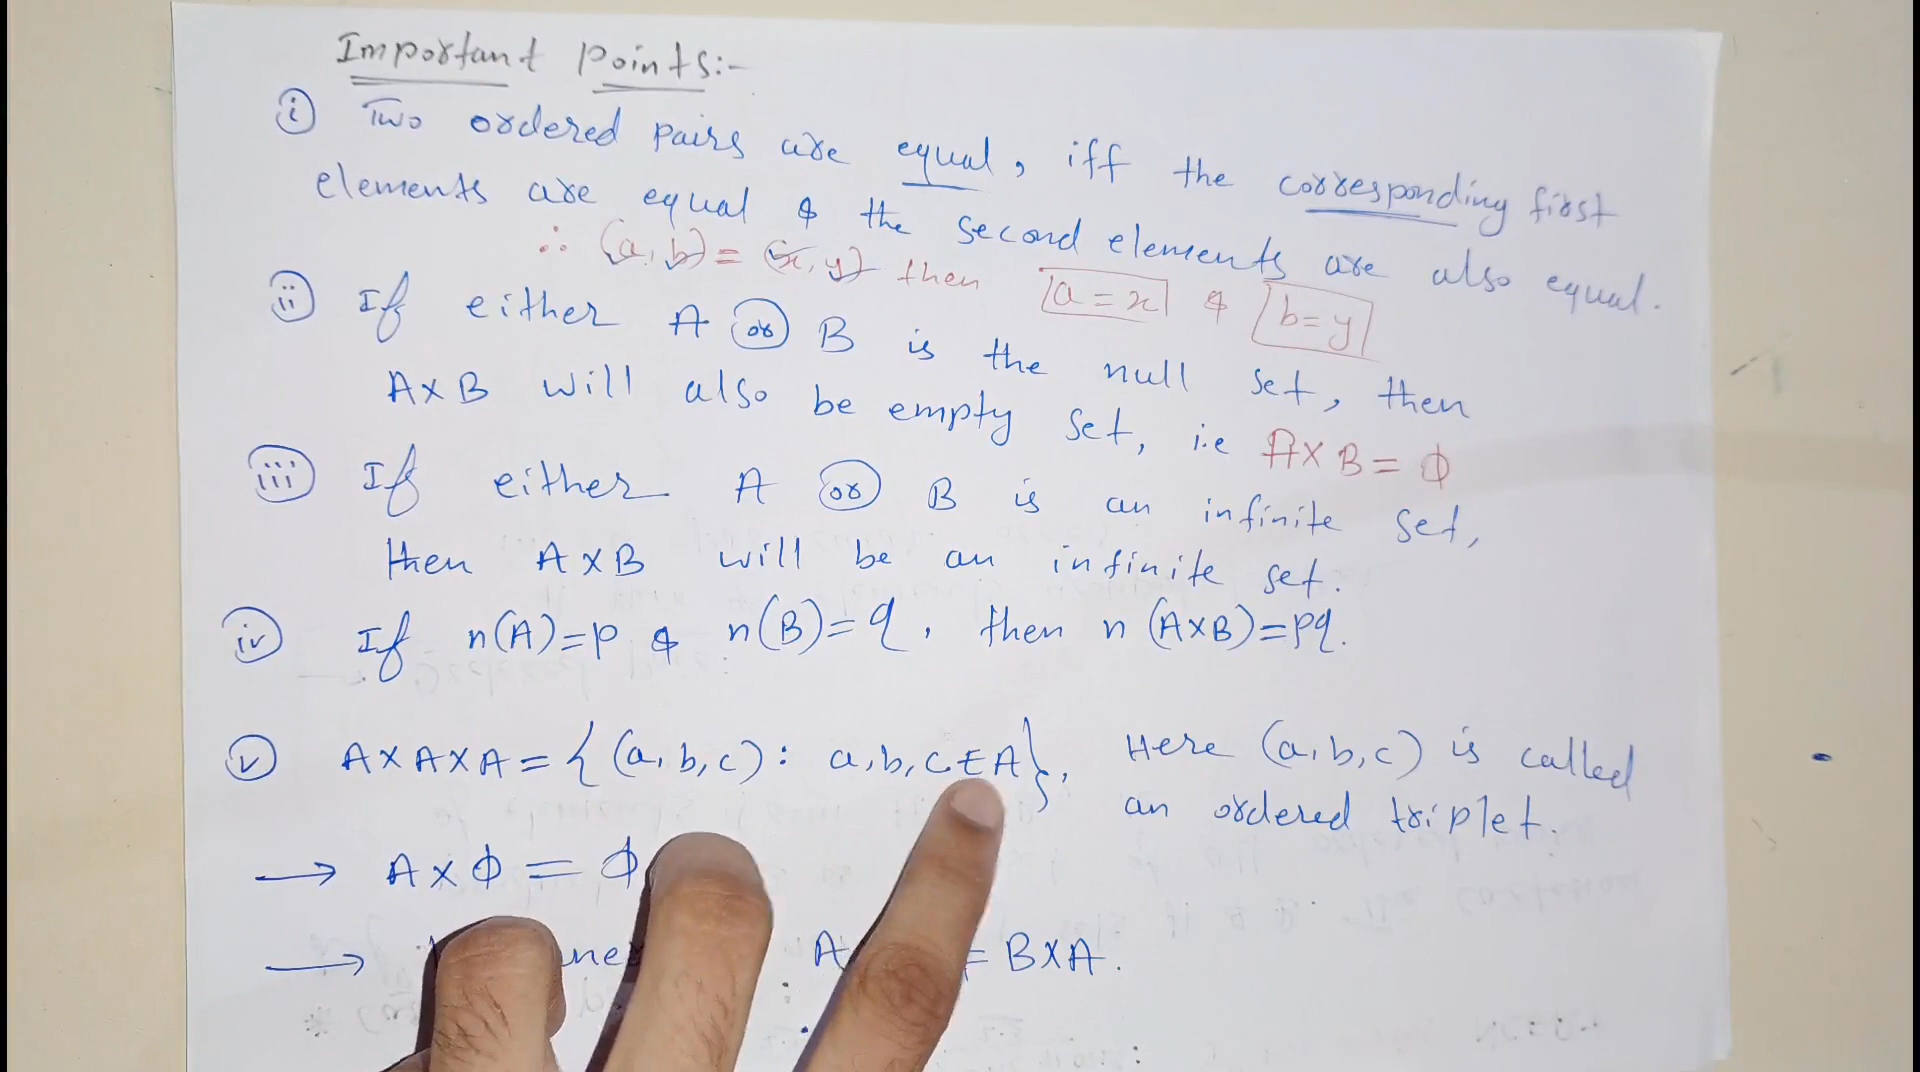 Important Points:-
(i) Two ordered pairs are equal, iff the corresponding first
elements are equal & the second elements are also equal.
∴ (a,b) = (x,y) then a=x & b=y
(ii) If either A or B is the null set, then
A×B will also be empty set, i.e A×B=ϕ
(iii) If either A or B is an infinite set,
then A×B will be an infinite set.
(iv) If n(A)=p & n(B)=q, then n(A×B)=pq.
(v) A×A×A={(a,b,c): a,b,c∈A}, Here (a,b,c) is called
an ordered triplet.
→ A×ϕ=ϕ
→ A = B×A.